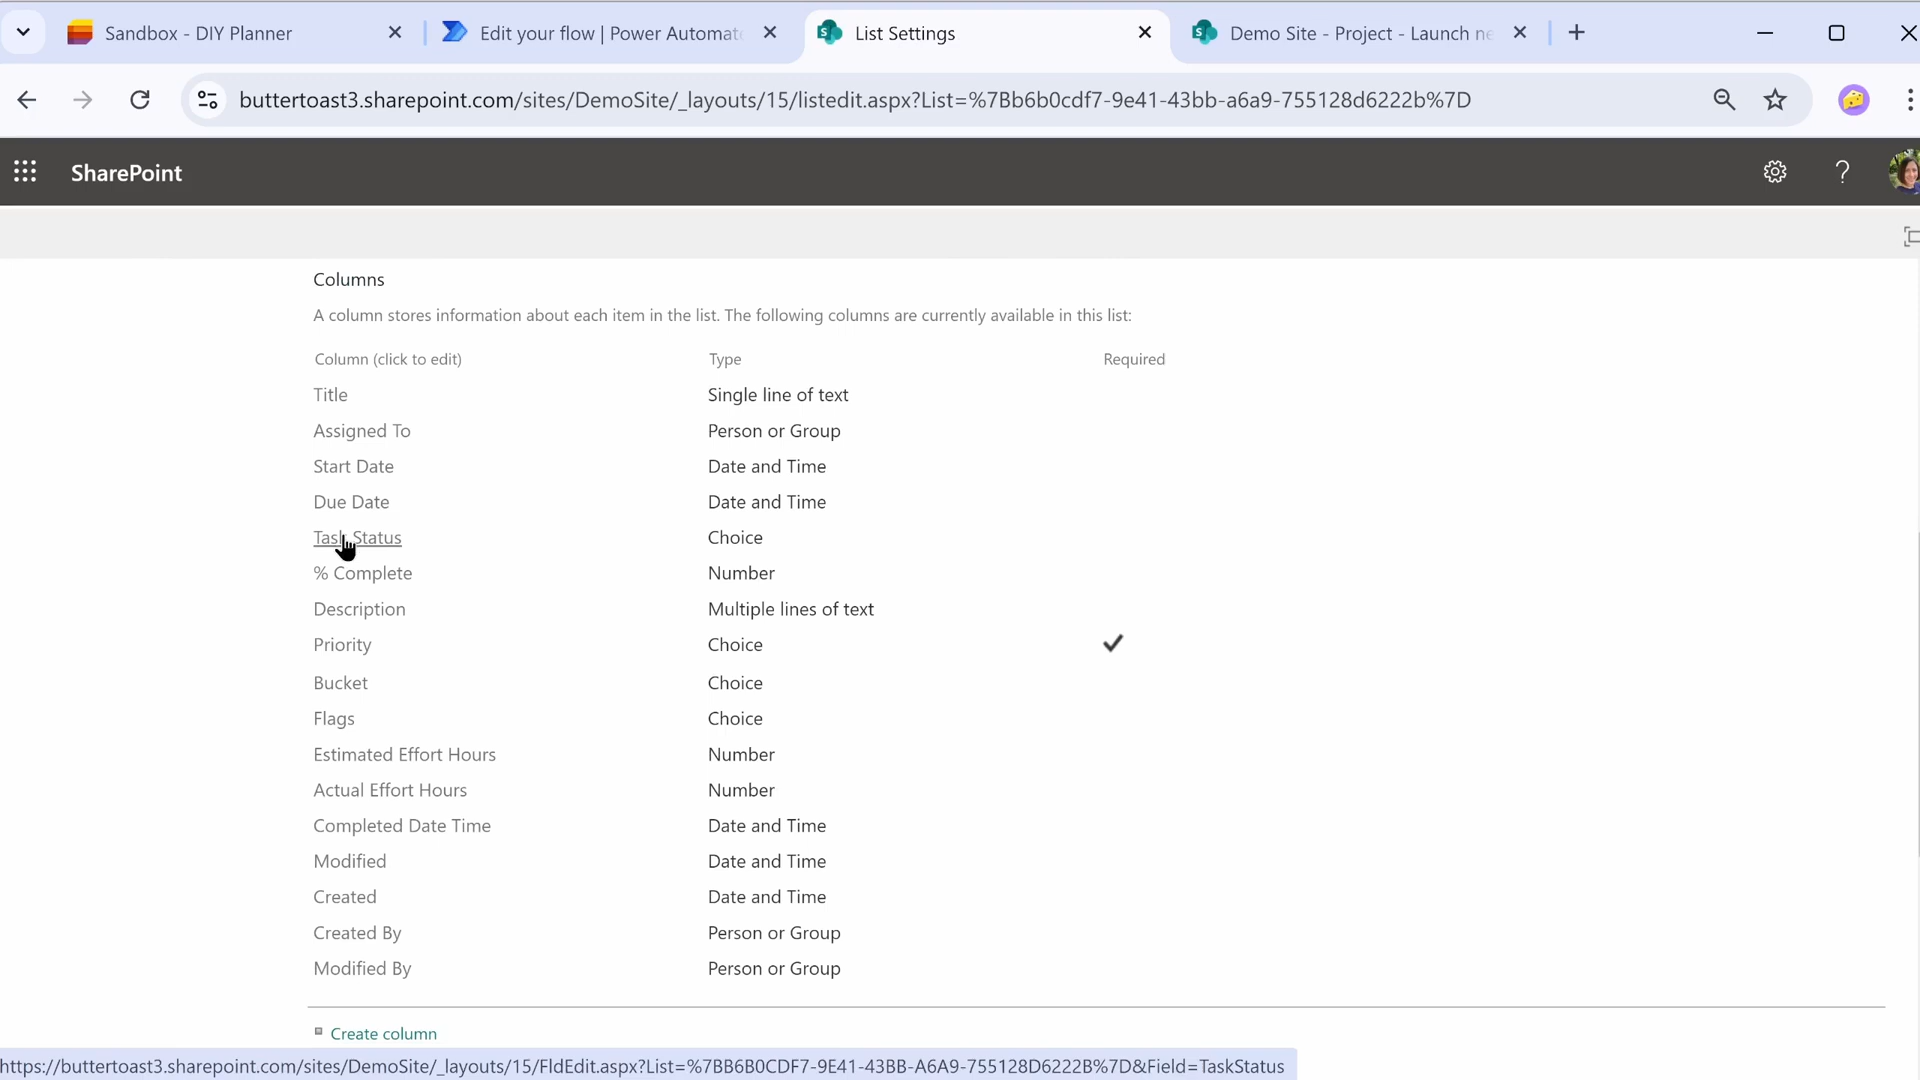 Sandbox - DIY Planner
Edit your flow | Power Automate
List Settings
Demo Site - Project - Launch ne
buttertoast3.sharepoint.com/sites/DemoSite/_layouts/15/listedit.aspx?List=%7Bb6b0cdf7-9e41-43bb-a6a9-755128d6222b%7D
SharePoint
Columns
A column stores information about each item in the list. The following columns are currently available in this list:
Column (click to edit) Type Required
Title Single line of text
Assigned To Person or Group
Start Date Date and Time
Due Date Date and Time
Task Status Choice
% Complete Number
Description Multiple lines of text
Priority Choice
Bucket Choice
Flags Choice
Estimated Effort Hours Number
Actual Effort Hours Number
Completed Date Time Date and Time
Modified Date and Time
Created Date and Time
Created By Person or Group
Modified By Person or Group
Create column
https://buttertoast3.sharepoint.com/sites/DemoSite/_layouts/15/FldEdit.aspx?List=%7BB6B0CDF7-9E41-43BB-A6A9-755128D6222B%7D&Field=TaskStatus